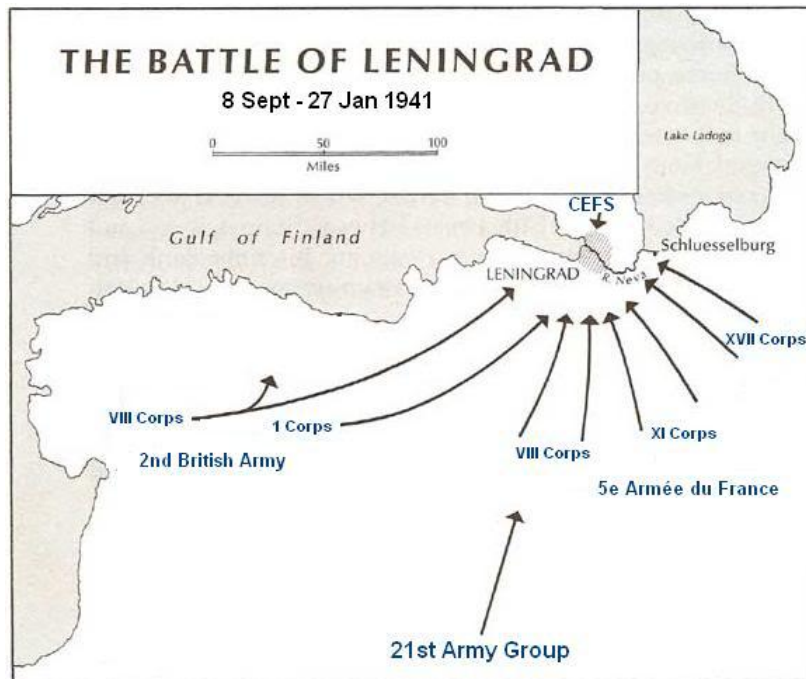 THE BATTLE OF LENINGRAD
8 Sept - 27 Jan 1941
0 50 100
Miles
Lake Ladoga
CEFS
Gulf of Finland
Schluesselburg
LENINGRAD
R. Neva
XVII Corps
VIII Corps
1 Corps
XI Corps
VIII Corps
2nd British Army
5e Armée du France
21st Army Group